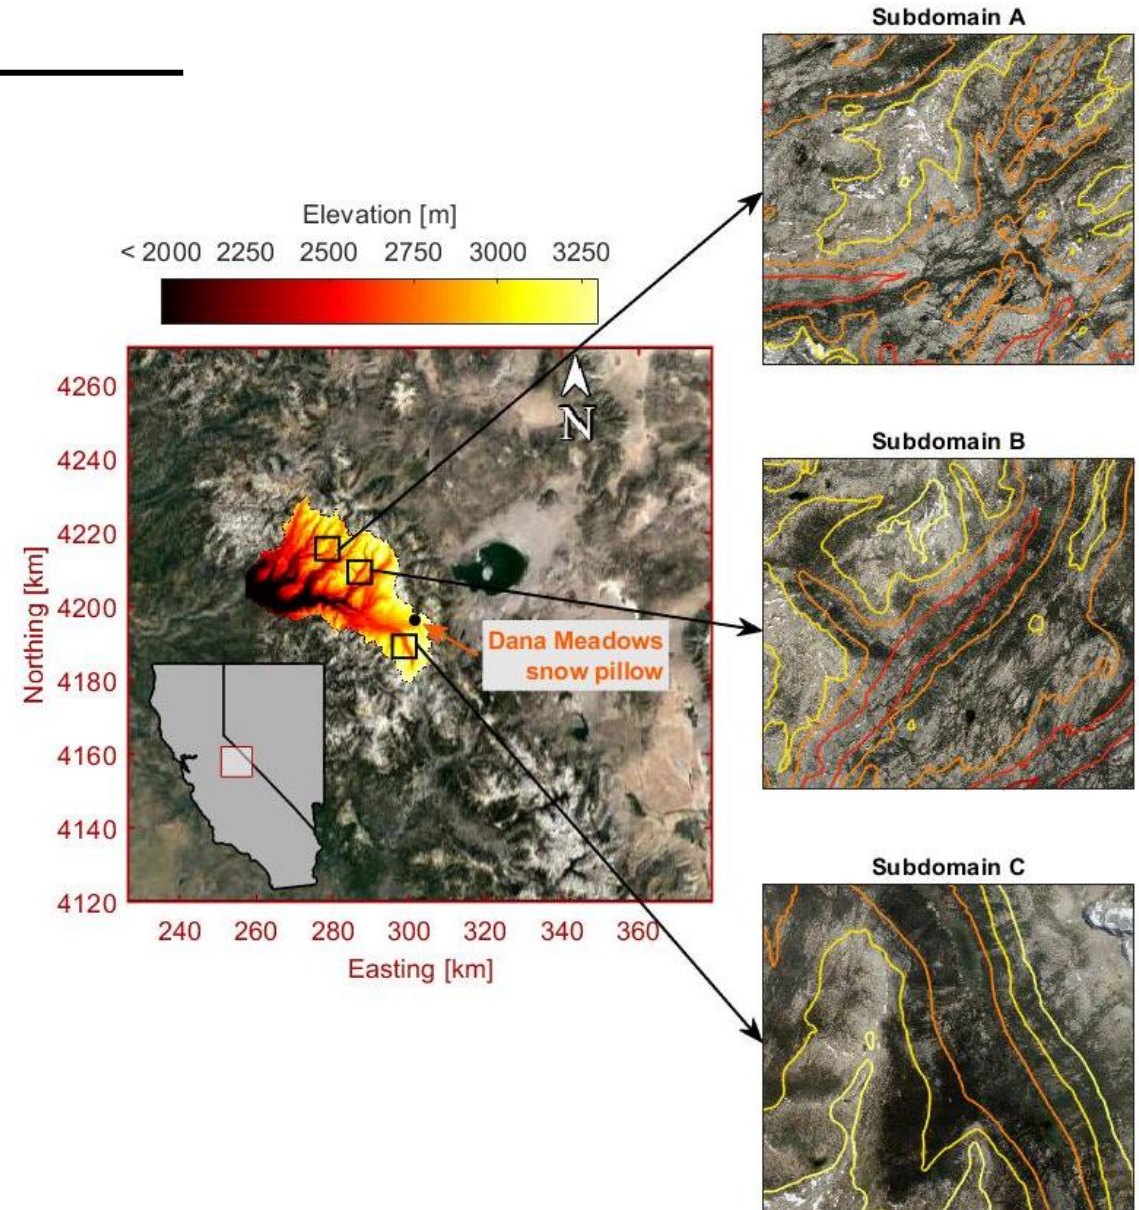 Subdomain A
Elevation [m]
< 2000 2250 2500 2750 3000 3250
4260
4240
4220
4200
4180
4160
4140
4120
Northing [km]
N
Dana Meadows
snow pillow
240 260 280 300 320 340 360
Easting [km]
Subdomain B
Subdomain C